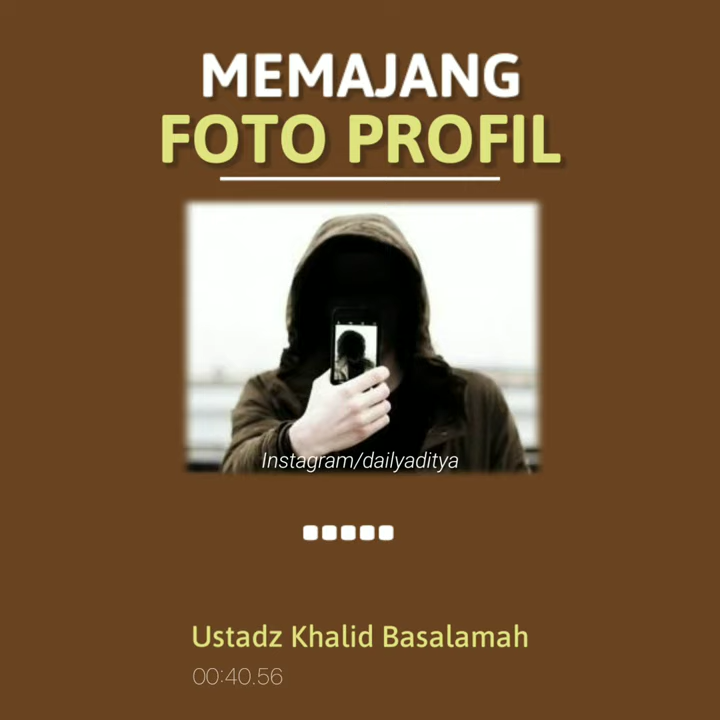 MEMAJANG
FOTO PROFIL
Instagram/dailyaditya
Ustadz Khalid Basalamah
00:40.56